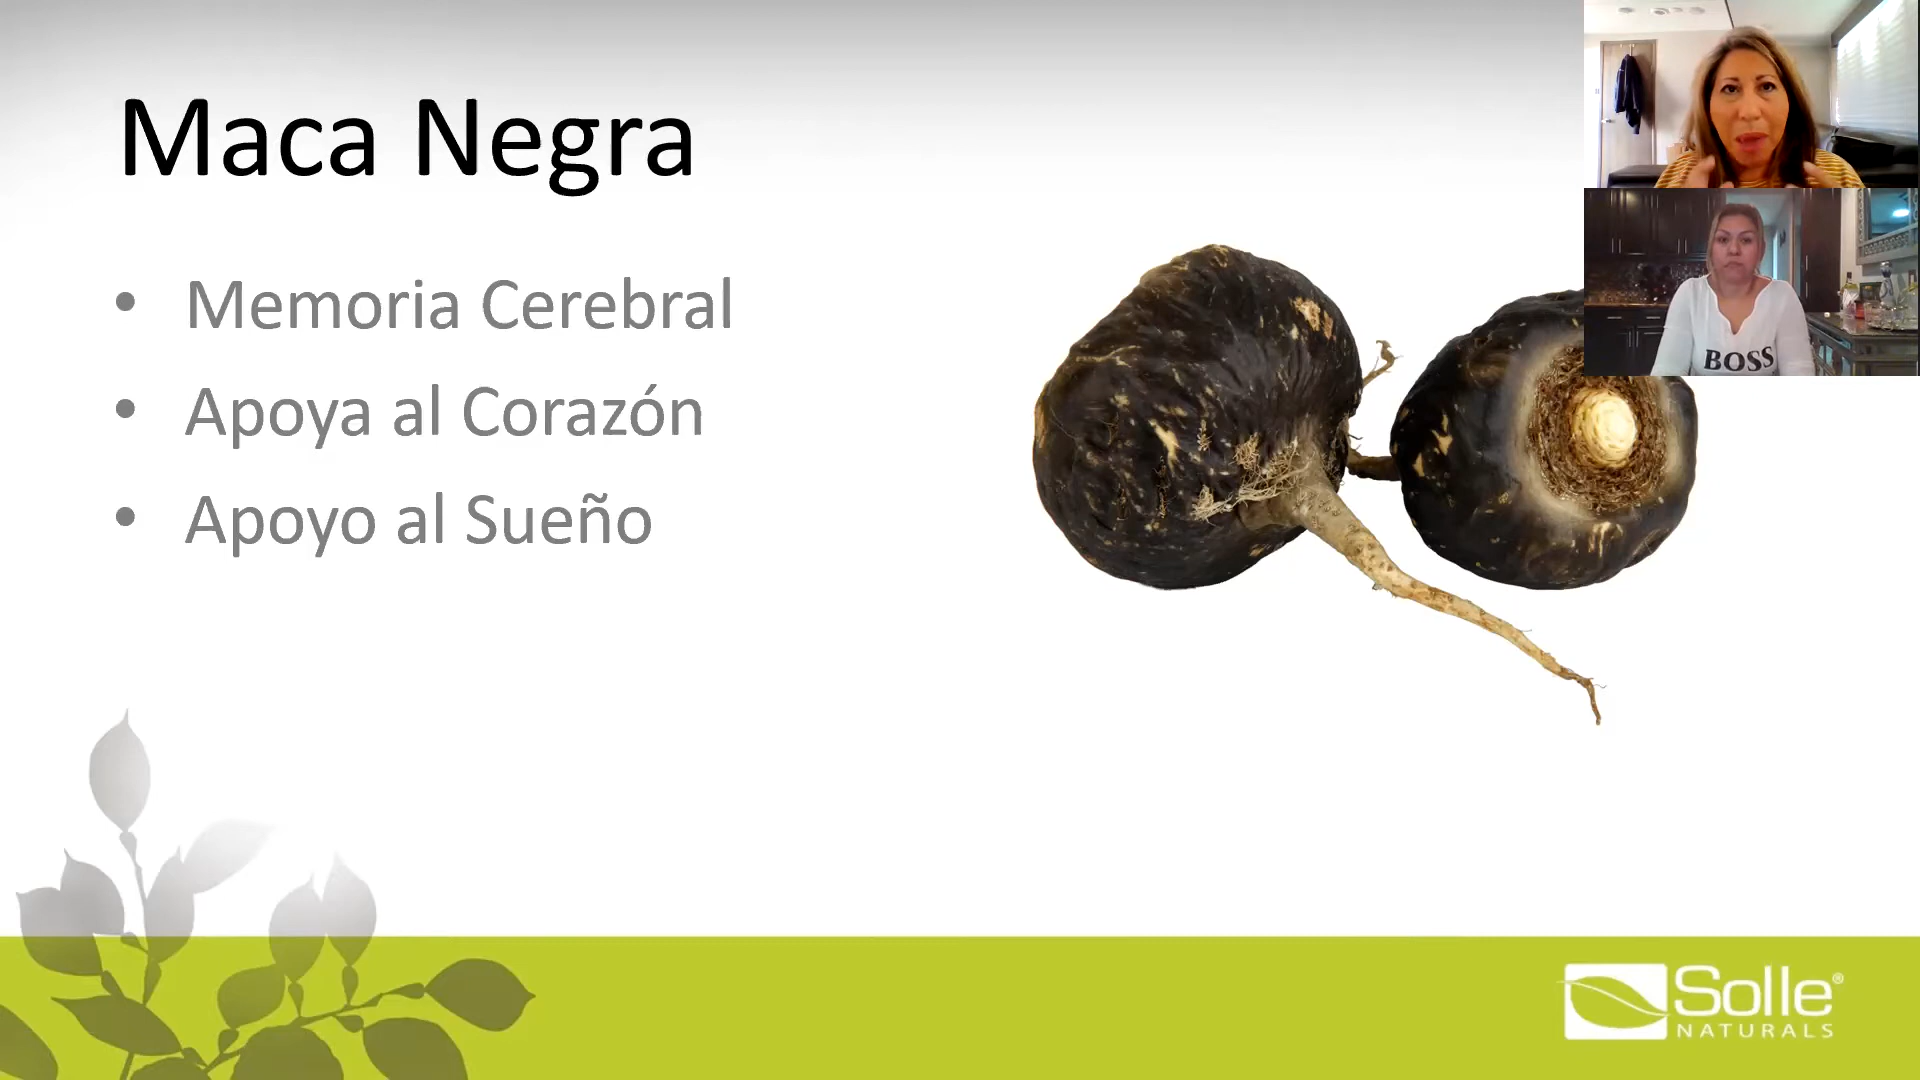 Maca Negra
• Memoria Cerebral
• Apoya al Corazón
• Apoyo al Sueño
BOSS
Solle®
NATURALS